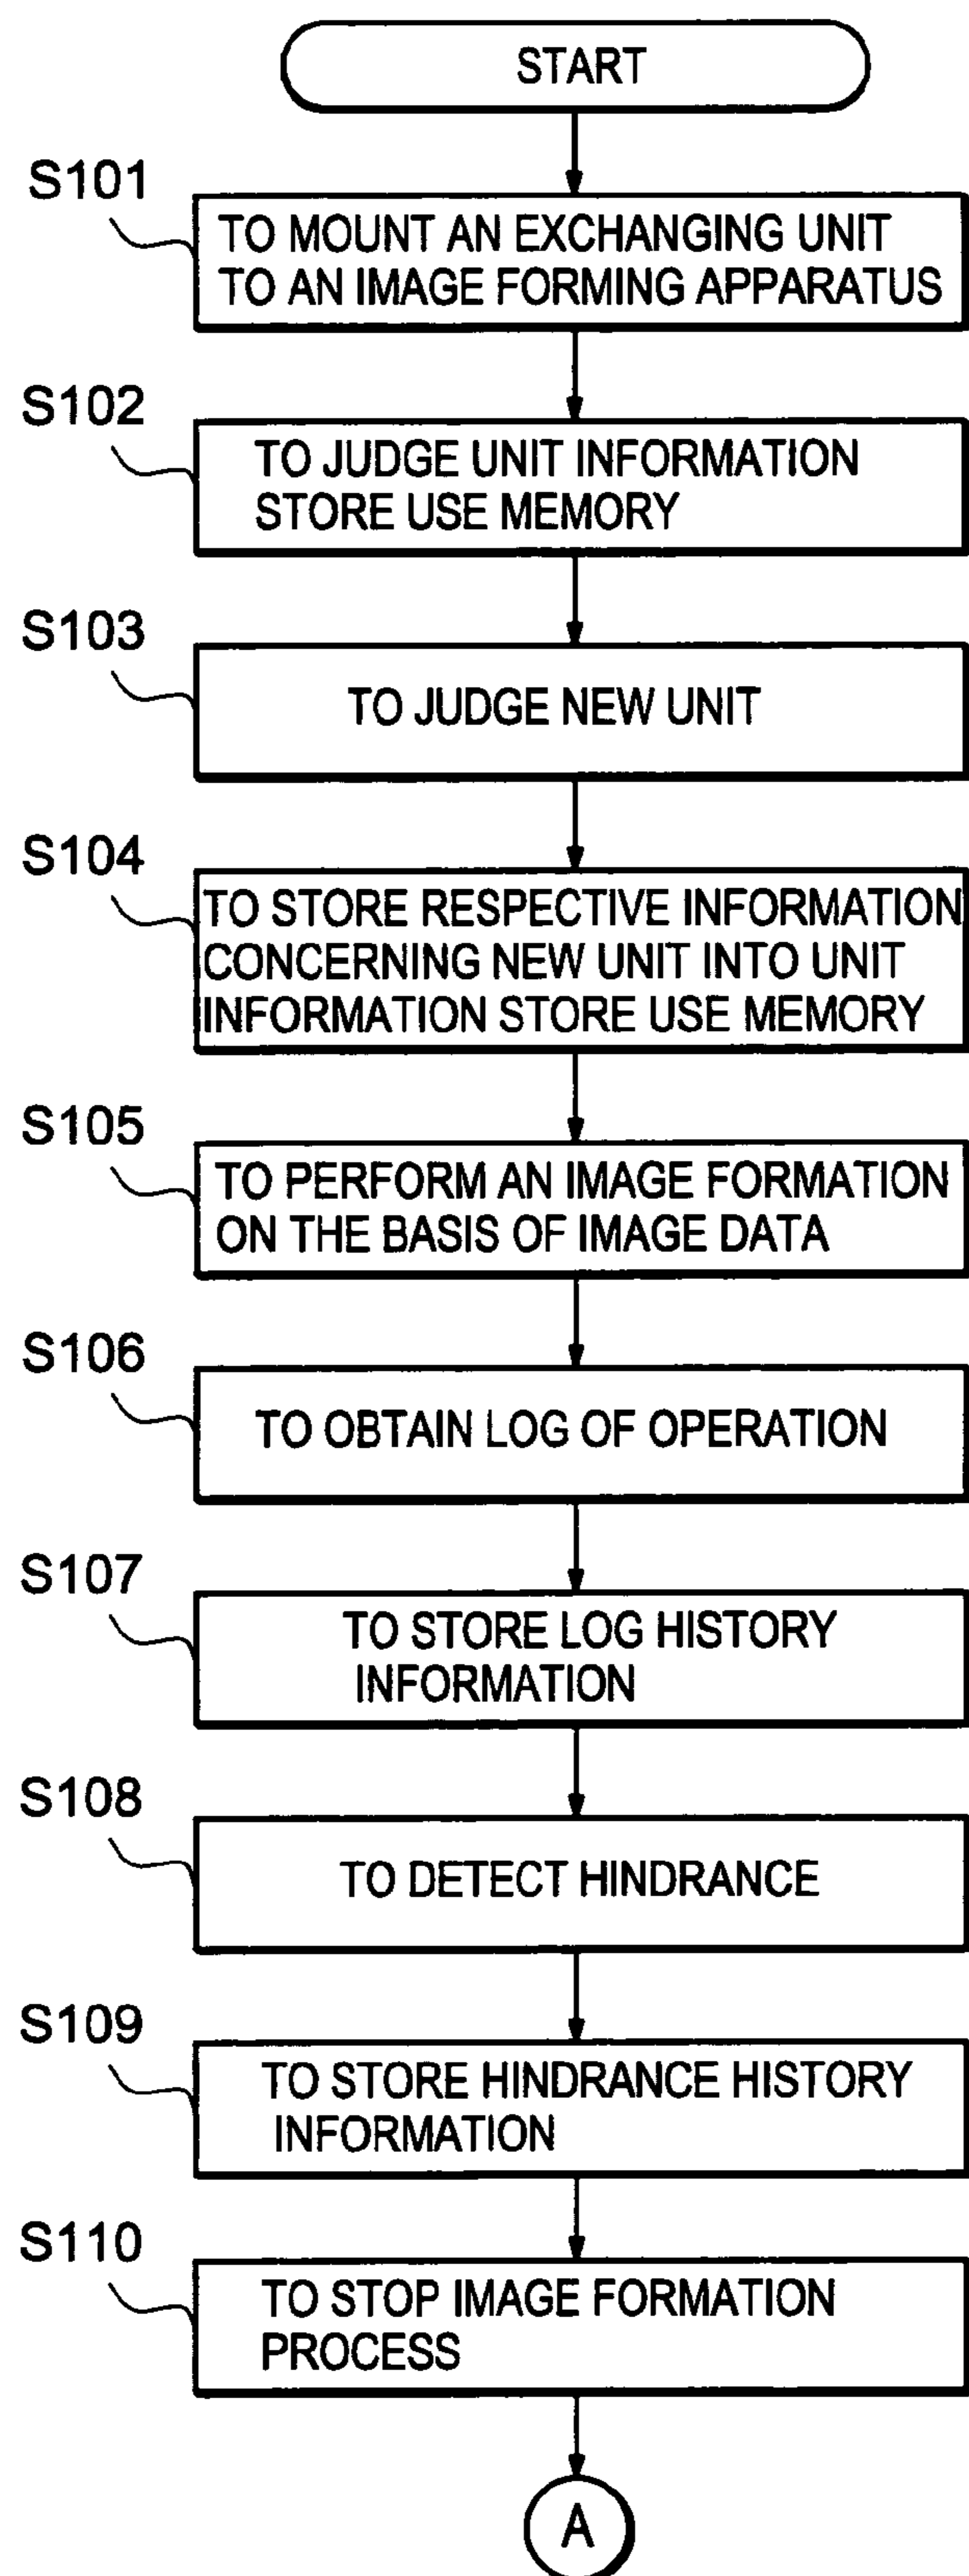 START
S101
TO MOUNT AN EXCHANGING UNIT
TO AN IMAGE FORMING APPARATUS
S102
TO JUDGE UNIT INFORMATION
STORE USE MEMORY
S103
TO JUDGE NEW UNIT
S104
TO STORE RESPECTIVE INFORMATION
CONCERNING NEW UNIT INTO UNIT
INFORMATION STORE USE MEMORY
S105
TO PERFORM AN IMAGE FORMATION
ON THE BASIS OF IMAGE DATA
S106
TO OBTAIN LOG OF OPERATION
S107
TO STORE LOG HISTORY
INFORMATION
S108
TO DETECT HINDRANCE
S109
TO STORE HINDRANCE HISTORY
INFORMATION
S110
TO STOP IMAGE FORMATION
PROCESS
A